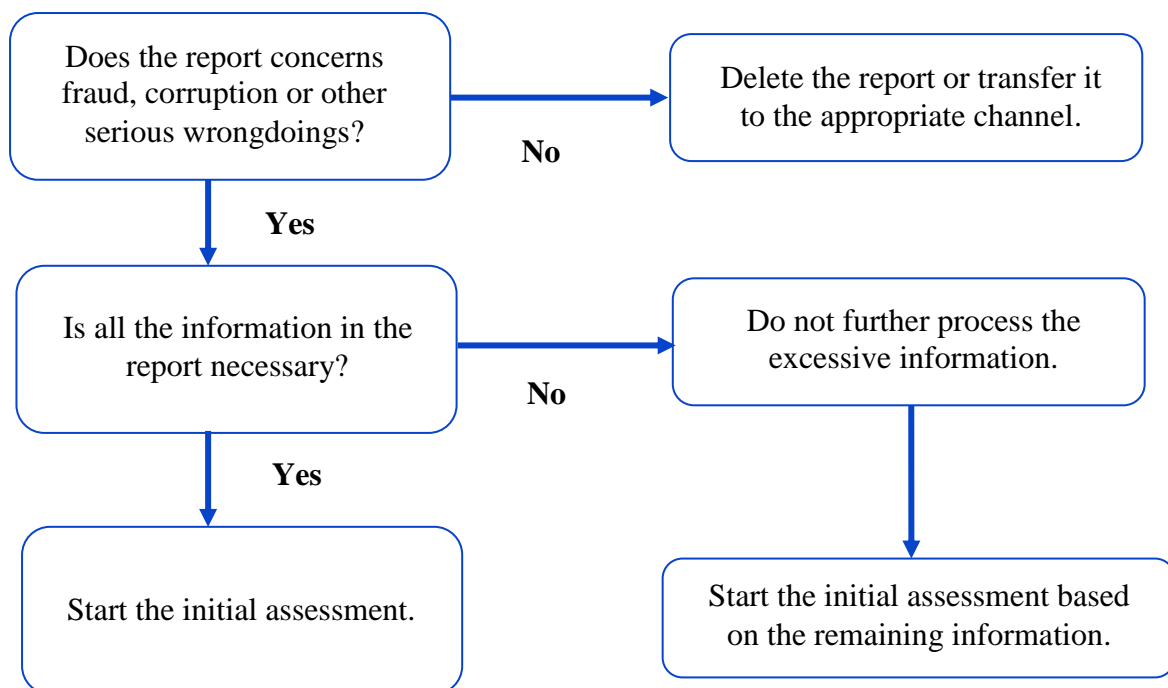 Does the report concerns
fraud, corruption or other
serious wrongdoings?
Delete the report or transfer it
to the appropriate channel.
No
Yes
Is all the information in the
report necessary?
Do not further process the
excessive information.
No
Yes
Start the initial assessment.
Start the initial assessment based
on the remaining information.